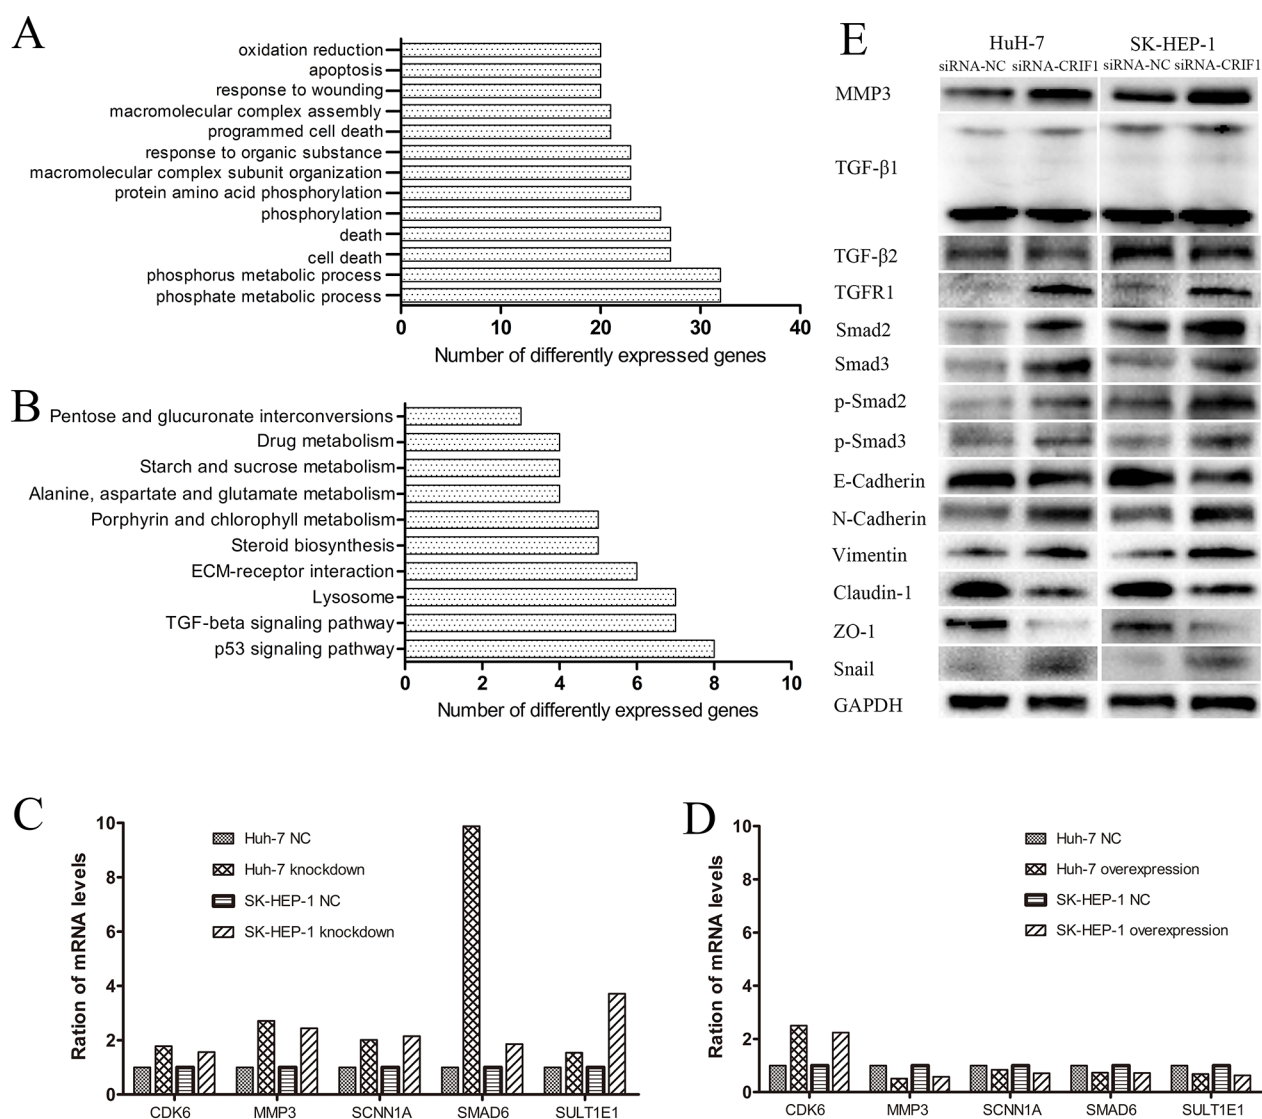 A
oxidation reduction
apoptosis
response to wounding
macromolecular complex assembly
programmed cell death
response to organic substance
macromolecular complex subunit organization
protein amino acid phosphorylation
phosphorylation
death
cell death
phosphorus metabolic process
phosphate metabolic process
0 10 20 30 40
Number of differently expressed genes
B
Pentose and glucuronate interconversions
Drug metabolism
Starch and sucrose metabolism
Alanine, aspartate and glutamate metabolism
Porphyrin and chlorophyll metabolism
Steroid biosynthesis
ECM-receptor interaction
Lysosome
TGF-beta signaling pathway
p53 signaling pathway
0 2 4 6 8 10
Number of differently expressed genes
E
HuH-7 SK-HEP-1
siRNA-NC siRNA-CRIF1 siRNA-NC siRNA-CRIF1
MMP3
TGF-β1
TGF-β2
TGFR1
Smad2
Smad3
p-Smad2
p-Smad3
E-Cadherin
N-Cadherin
Vimentin
Claudin-1
ZO-1
Snail
GAPDH
C
Ration of mRNA levels
10
8
6
4
2
0
Huh-7 NC
Huh-7 knockdown
SK-HEP-1 NC
SK-HEP-1 knockdown
CDK6 MMP3 SCNN1A SMAD6 SULT1E1
D
Ration of mRNA levels
10
8
6
4
2
0
Huh-7 NC
Huh-7 overexpression
SK-HEP-1 NC
SK-HEP-1 overexpression
CDK6 MMP3 SCNN1A SMAD6 SULT1E1